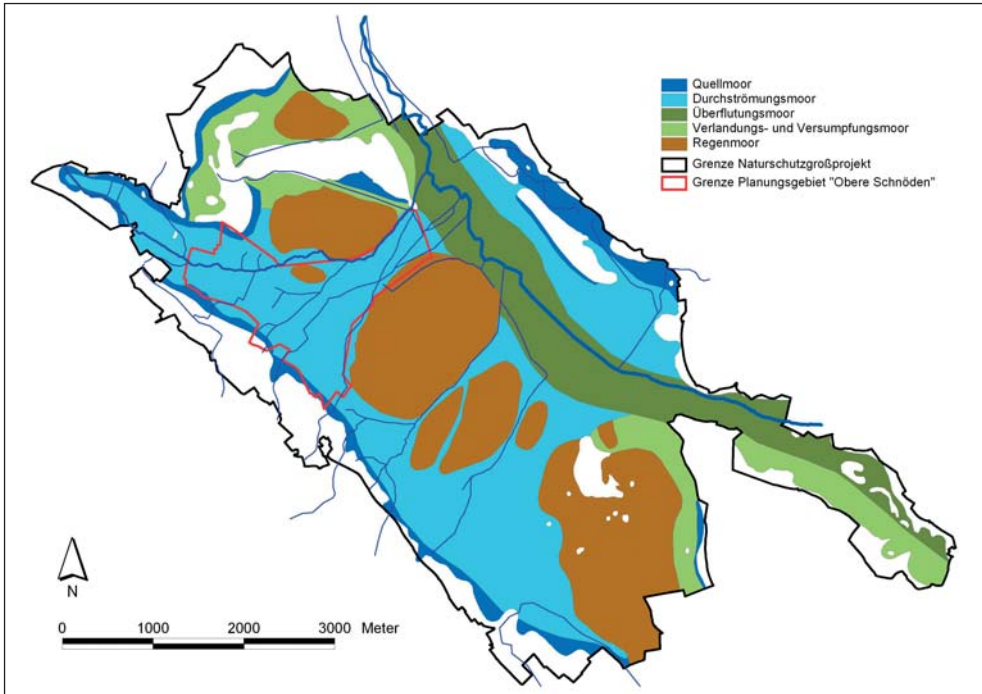 Quellmoor
Durchströmungsmoor
Überflutungsmoor
Verlandungs- und Versumpfungsmoor
Regenmoor
Grenze Naturschutzgroßprojekt
Grenze Planungsgebiet "Obere Schnöden"
N
0 1000 2000 3000 Meter